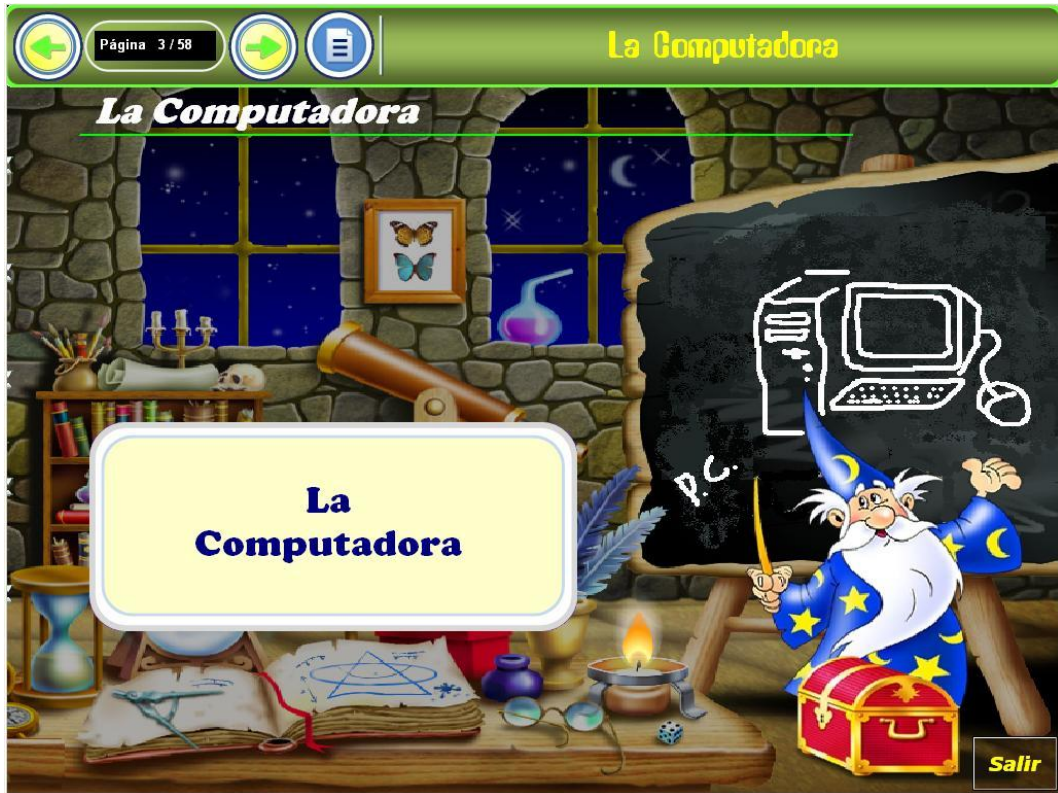 Página 3 / 58
La Computadora
La Computadora
P.C.
La
Computadora
Salir